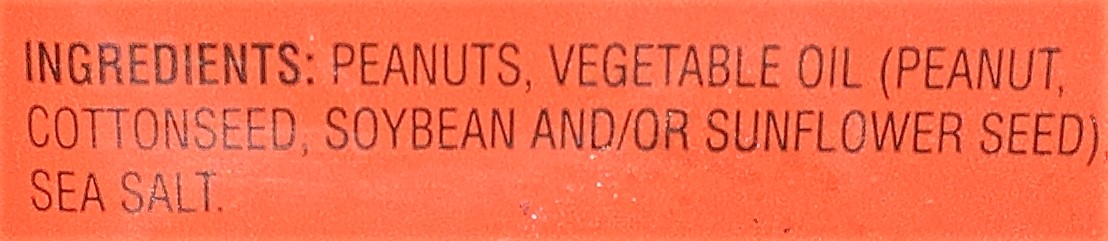 INGREDIENTS: PEANUTS, VEGETABLE OIL (PEANUT,
COTTONSEED, SOYBEAN AND/OR SUNFLOWER SEED),
SEA SALT.